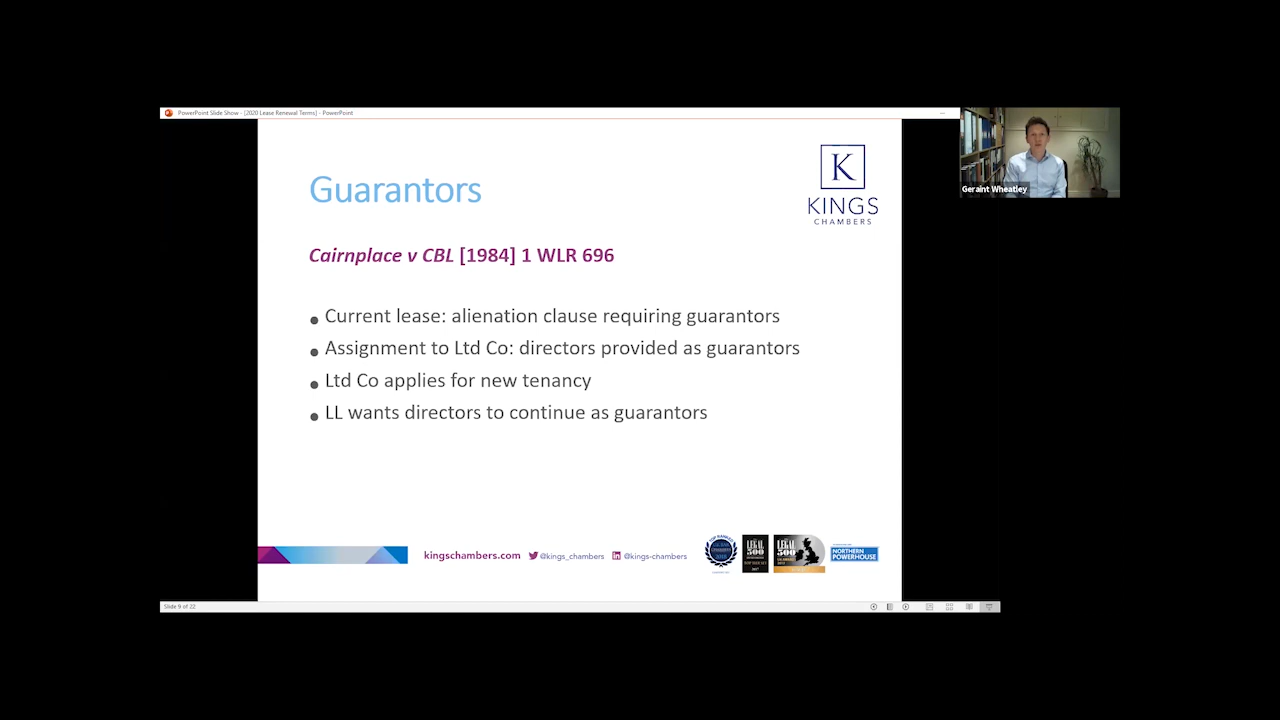 PowerPoint Slide Show - [2020 Lease Renewal Terms] - PowerPoint
Geraint Wheatley
Guarantors
K
KINGS
CHAMBERS
Cairnplace v CBL [1984] 1 WLR 696
Current lease: alienation clause requiring guarantors
Assignment to Ltd Co: directors provided as guarantors
Ltd Co applies for new tenancy
LL wants directors to continue as guarantors
kingschambers.com @kings_chambers @kings-chambers
LEGAL
500
LEGAL
500
NORTHERN
POWERHOUSE
Slide 9 of 22